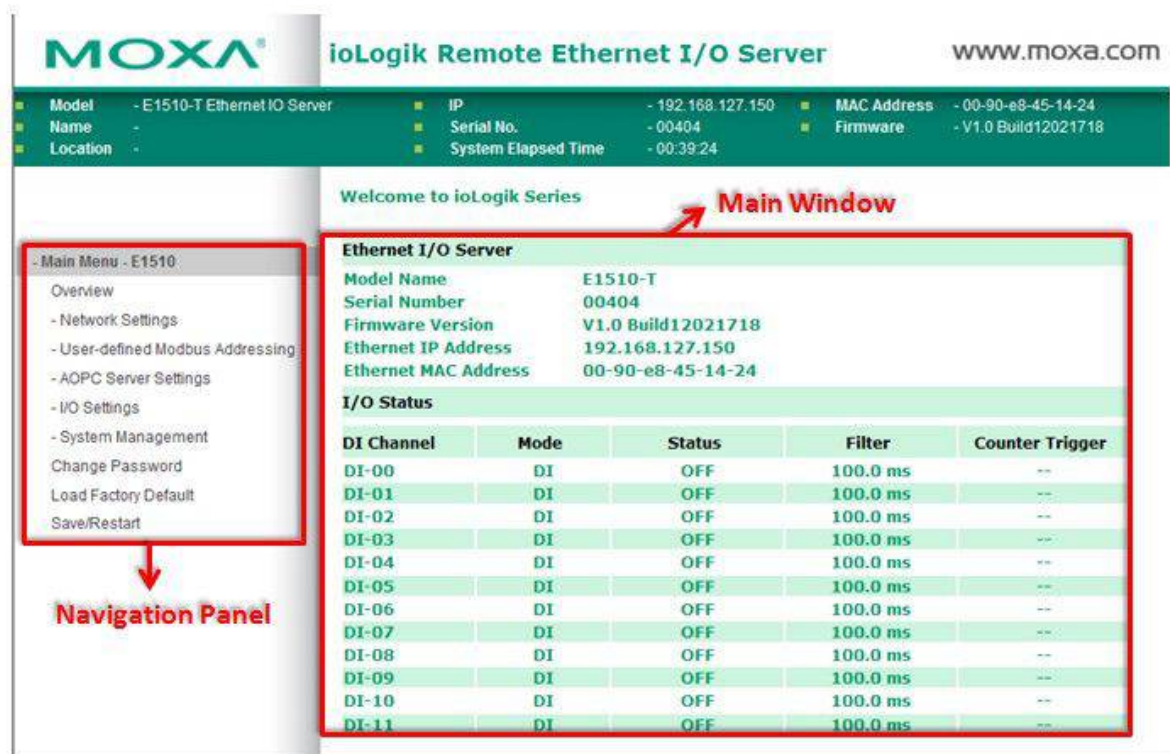 MOXA ioLogik Remote Ethernet I/O Server www.moxa.com
Model - E1510-T Ethernet IO Server IP - 192.168.127.150 MAC Address - 00-90-e8-45-14-24
Name - Serial No. - 00404 Firmware - V1.0 Build12021718
Location - System Elapsed Time - 00:39:24
Welcome to ioLogik Series
Main Window
- Main Menu - E1510
Overview
- Network Settings
- User-defined Modbus Addressing
- AOPC Server Settings
- I/O Settings
- System Management
Change Password
Load Factory Default
Save/Restart
Navigation Panel
Ethernet I/O Server
Model Name E1510-T
Serial Number 00404
Firmware Version V1.0 Build12021718
Ethernet IP Address 192.168.127.150
Ethernet MAC Address 00-90-e8-45-14-24
I/O Status
DI Channel Mode Status Filter Counter Trigger
DI-00 DI OFF 100.0 ms --
DI-01 DI OFF 100.0 ms --
DI-02 DI OFF 100.0 ms --
DI-03 DI OFF 100.0 ms --
DI-04 DI OFF 100.0 ms --
DI-05 DI OFF 100.0 ms --
DI-06 DI OFF 100.0 ms --
DI-07 DI OFF 100.0 ms --
DI-08 DI OFF 100.0 ms --
DI-09 DI OFF 100.0 ms --
DI-10 DI OFF 100.0 ms --
DI-11 DI OFF 100.0 ms --